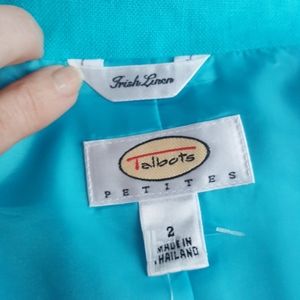 Irish Linen
Talbots
PETITES
2
MADE IN
THAILAND